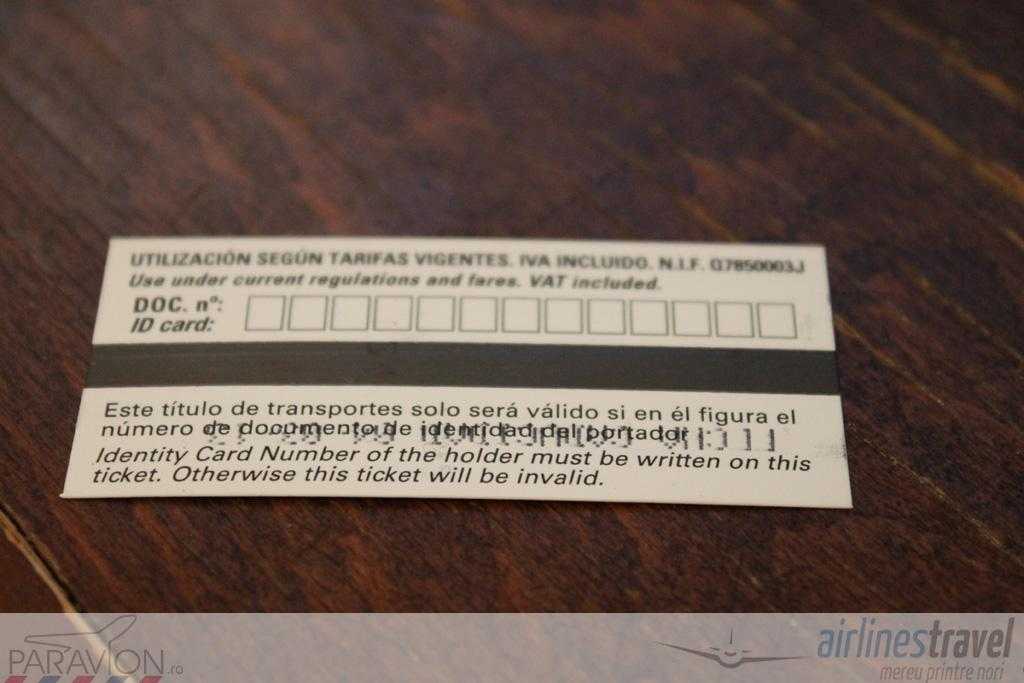 UTILIZACIÓN SEGÚN TARIFAS VIGENTES. IVA INCLUIDO. N.I.F. Q7850003J
Use under current regulations and fares. VAT included.
DOC. nº:
ID card:
Este título de transportes solo será válido si en él figura el
número de documento de identidad del portador
Identity Card Number of the holder must be written on this
ticket. Otherwise this ticket will be invalid.
PARAVION.ro
airlinestravel
mereu printre nori